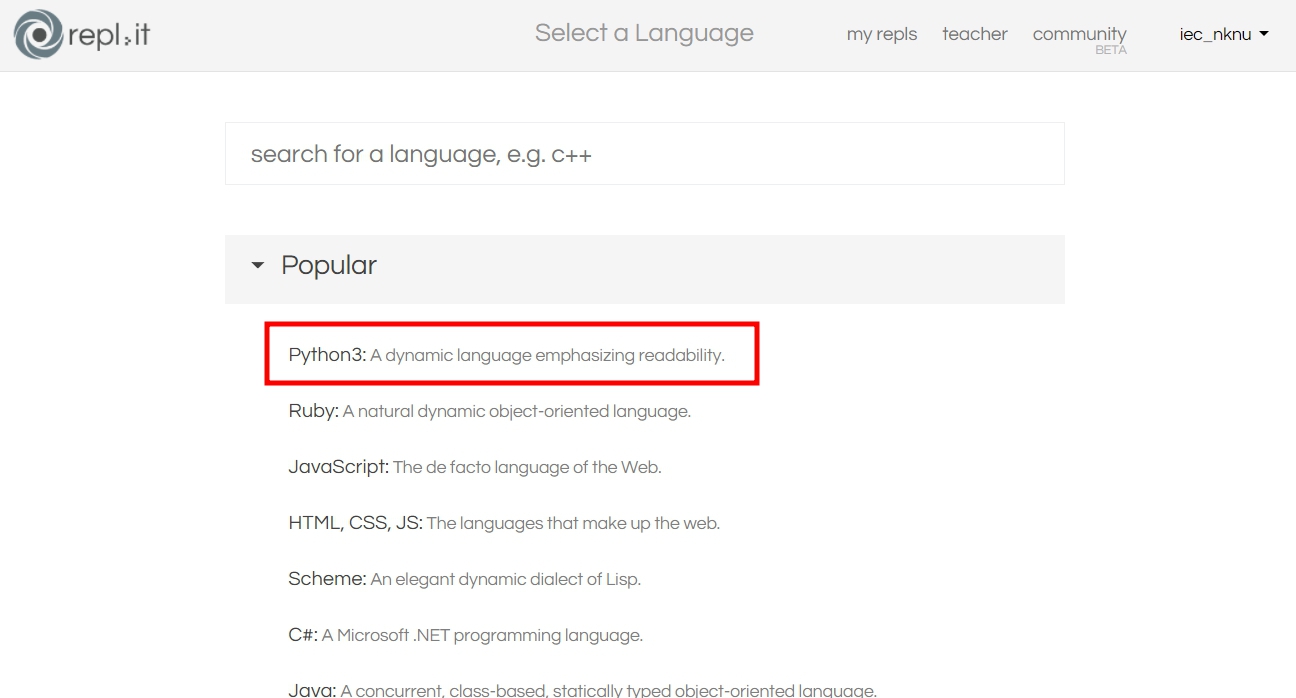 repl.it
Select a Language
my repls
teacher
community
BETA
iec_nknu
search for a language, e.g. c++
Popular
Python3: A dynamic language emphasizing readability.
Ruby: A natural dynamic object-oriented language.
JavaScript: The de facto language of the Web.
HTML, CSS, JS: The languages that make up the web.
Scheme: An elegant dynamic dialect of Lisp.
C#: A Microsoft .NET programming language.
Java: A concurrent, class-based, statically typed object-oriented language.